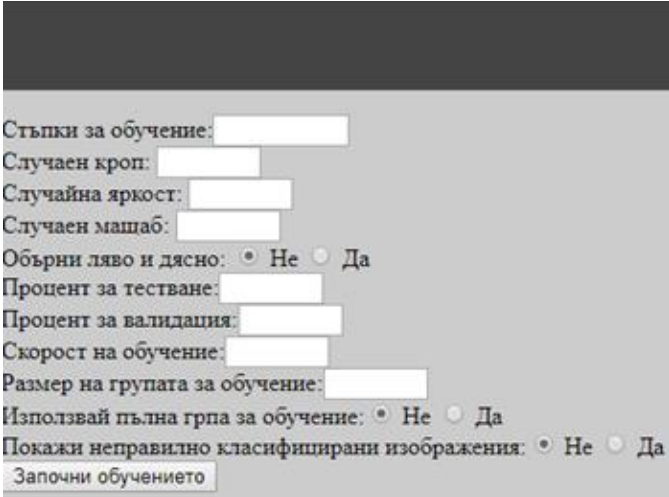 Стъпки за обучение:
Случаен кроп:
Случайна яркост:
Случаен мащаб:
Обърни ляво и дясно: Не Да
Процент за тестване:
Процент за валидация:
Скорост на обучение:
Размер на групата за обучение:
Използвай пълна грпа за обучение: Не Да
Покажи неправилно класифицирани изображения: Не Да
Започни обучението